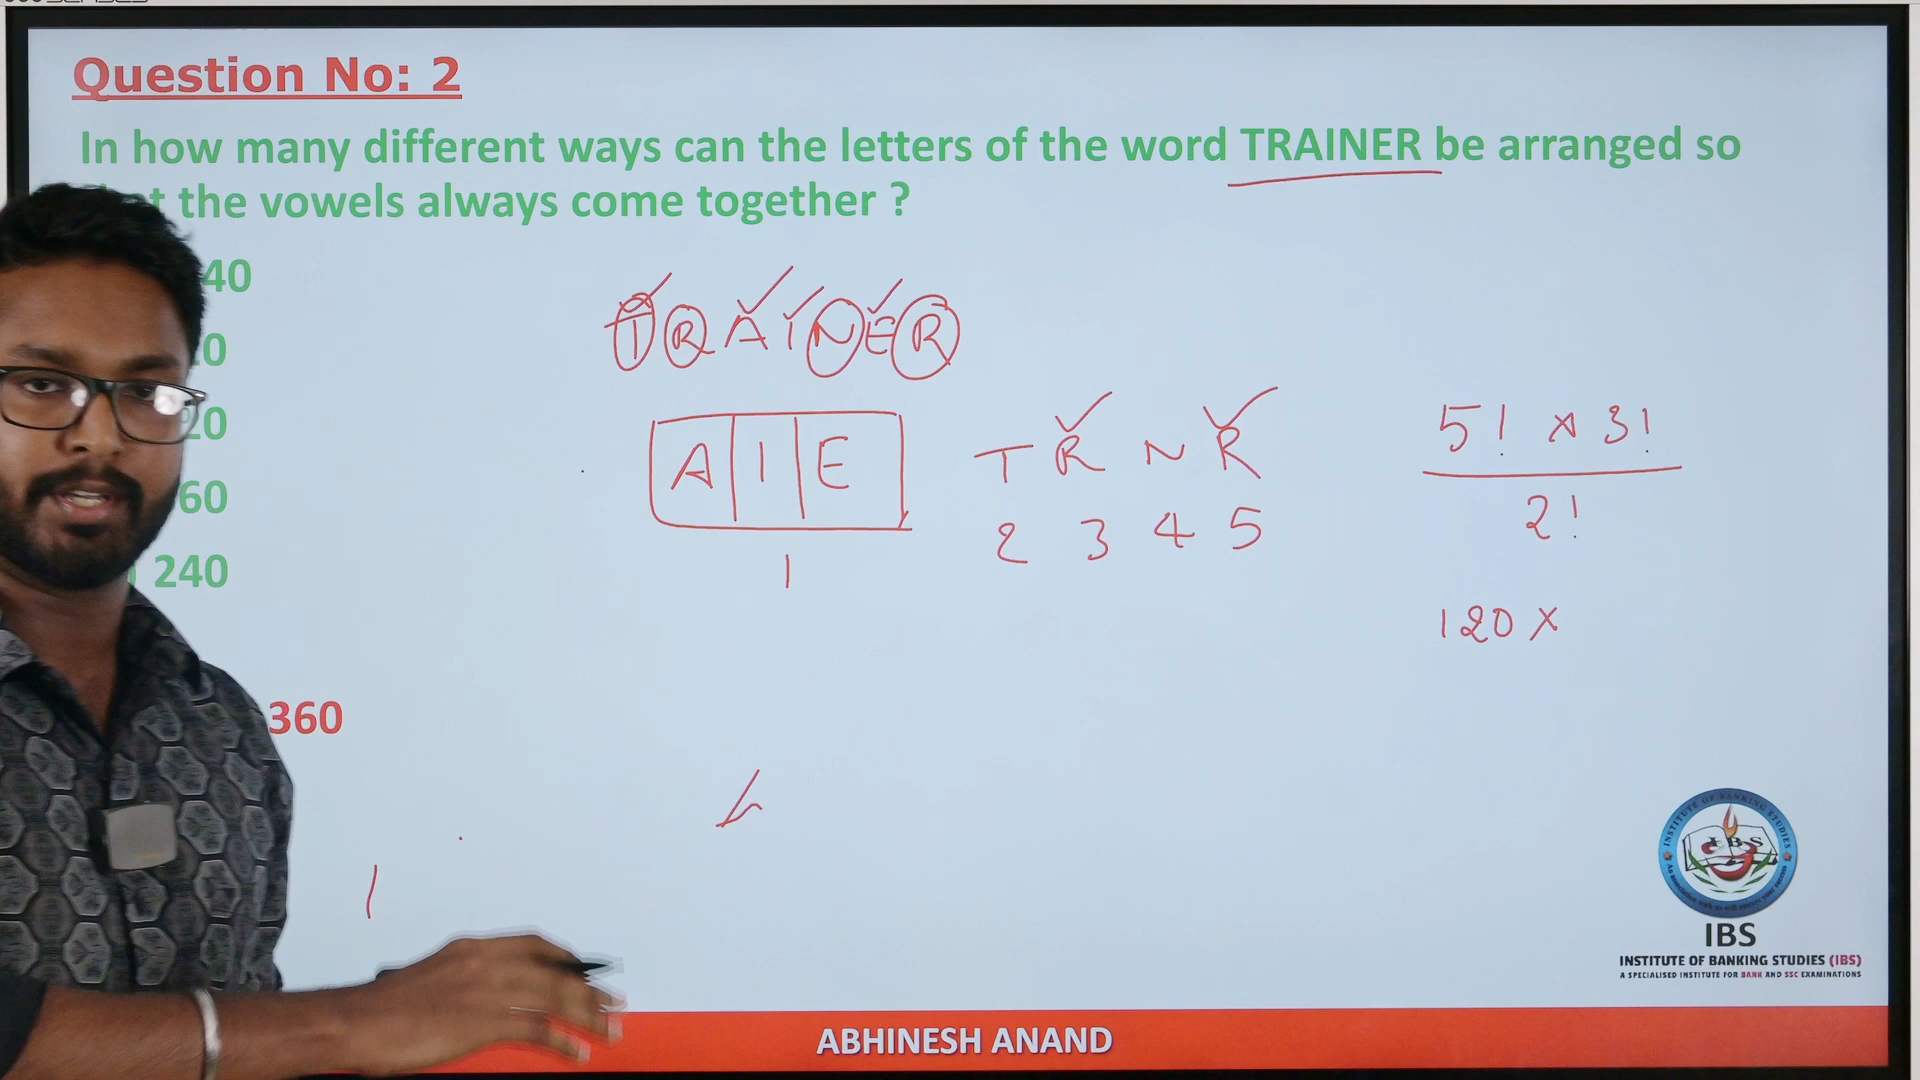 Question No: 2
In how many different ways can the letters of the word TRAINER be arranged so
the vowels always come together ?
40
20
60
240
360
TRAINER
A I E T R N R
1 2 3 4 5
5! x 3!
2!
120 x
IBS
INSTITUTE OF BANKING STUDIES (IBS)
A SPECIALISED INSTITUTE FOR BANK AND SSC EXAMINATIONS
ABHINESH ANAND